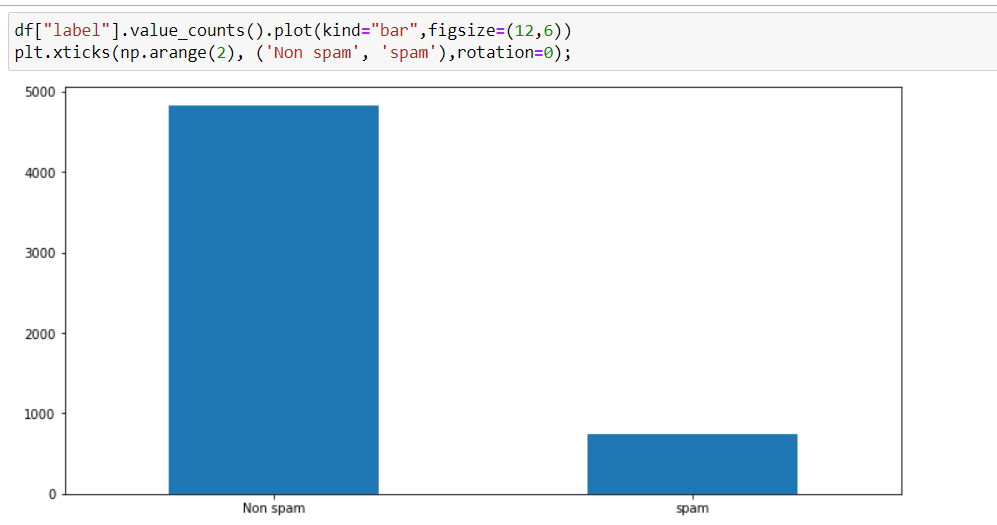 df["label"].value_counts().plot(kind="bar",figsize=(12,6))
plt.xticks(np.arange(2), ('Non spam', 'spam'),rotation=0);
5000
4000
3000
2000
1000
0
Non spam
spam